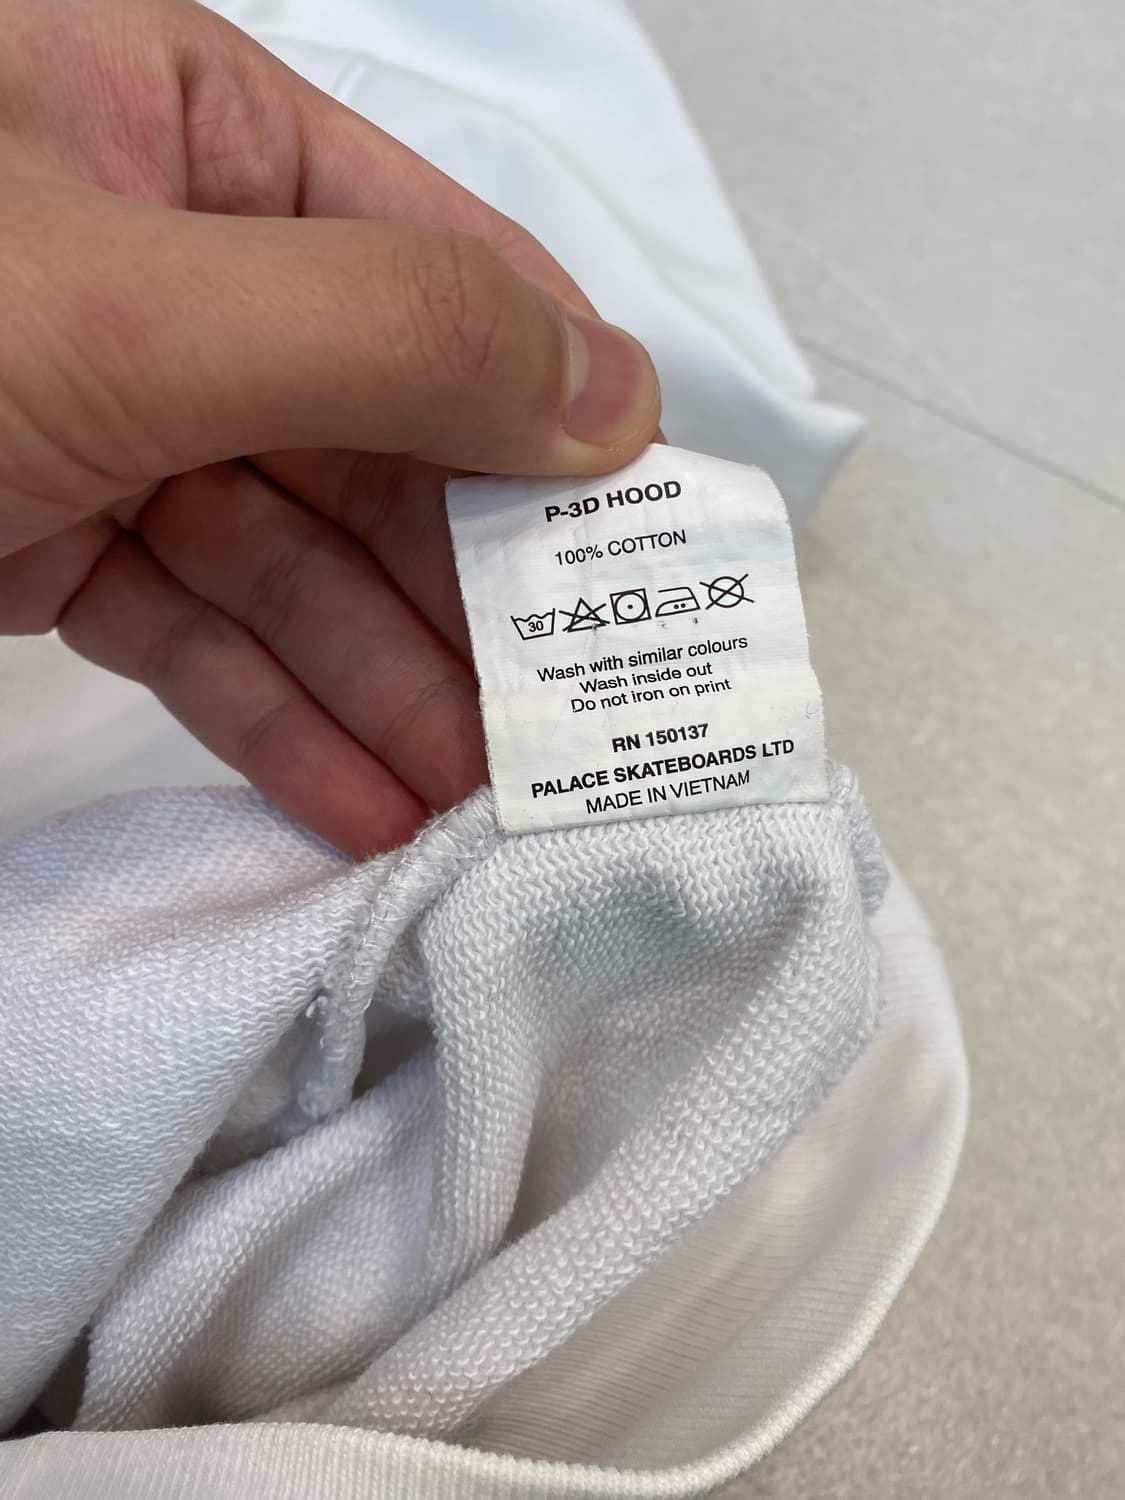 P-3D HOOD
100% COTTON
30
Wash with similar colours
Wash inside out
Do not iron on print
RN 150137
PALACE SKATEBOARDS LTD
MADE IN VIETNAM